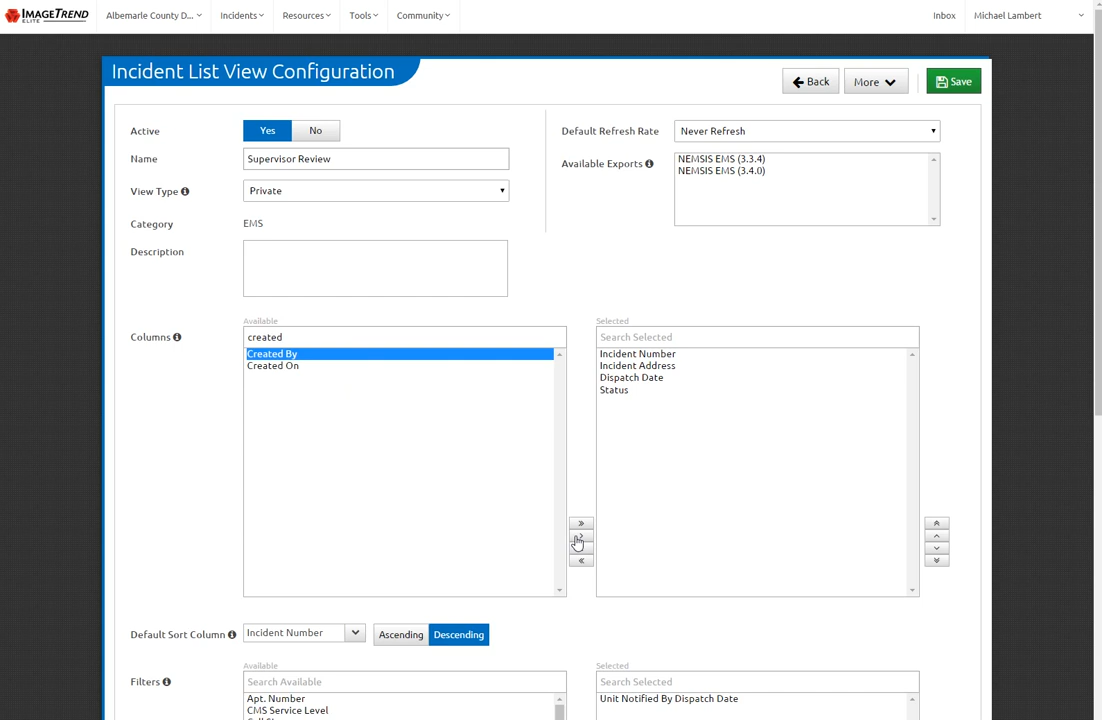 IMAGETREND
ELITE
Albemarle County D...
Incidents
Resources
Tools
Community
Inbox
Michael Lambert
Incident List View Configuration
Back
More
Save
Active
Yes
No
Name
Supervisor Review
View Type
Private
Category
EMS
Description
Default Refresh Rate
Never Refresh
Available Exports
NEMSIS EMS (3.3.4)
NEMSIS EMS (3.4.0)
Columns
Available
created
Created By
Created On
Selected
Search Selected
Incident Number
Incident Address
Dispatch Date
Status
Default Sort Column
Incident Number
Ascending
Descending
Filters
Available
Search Available
Apt. Number
CMS Service Level
Selected
Search Selected
Unit Notified By Dispatch Date